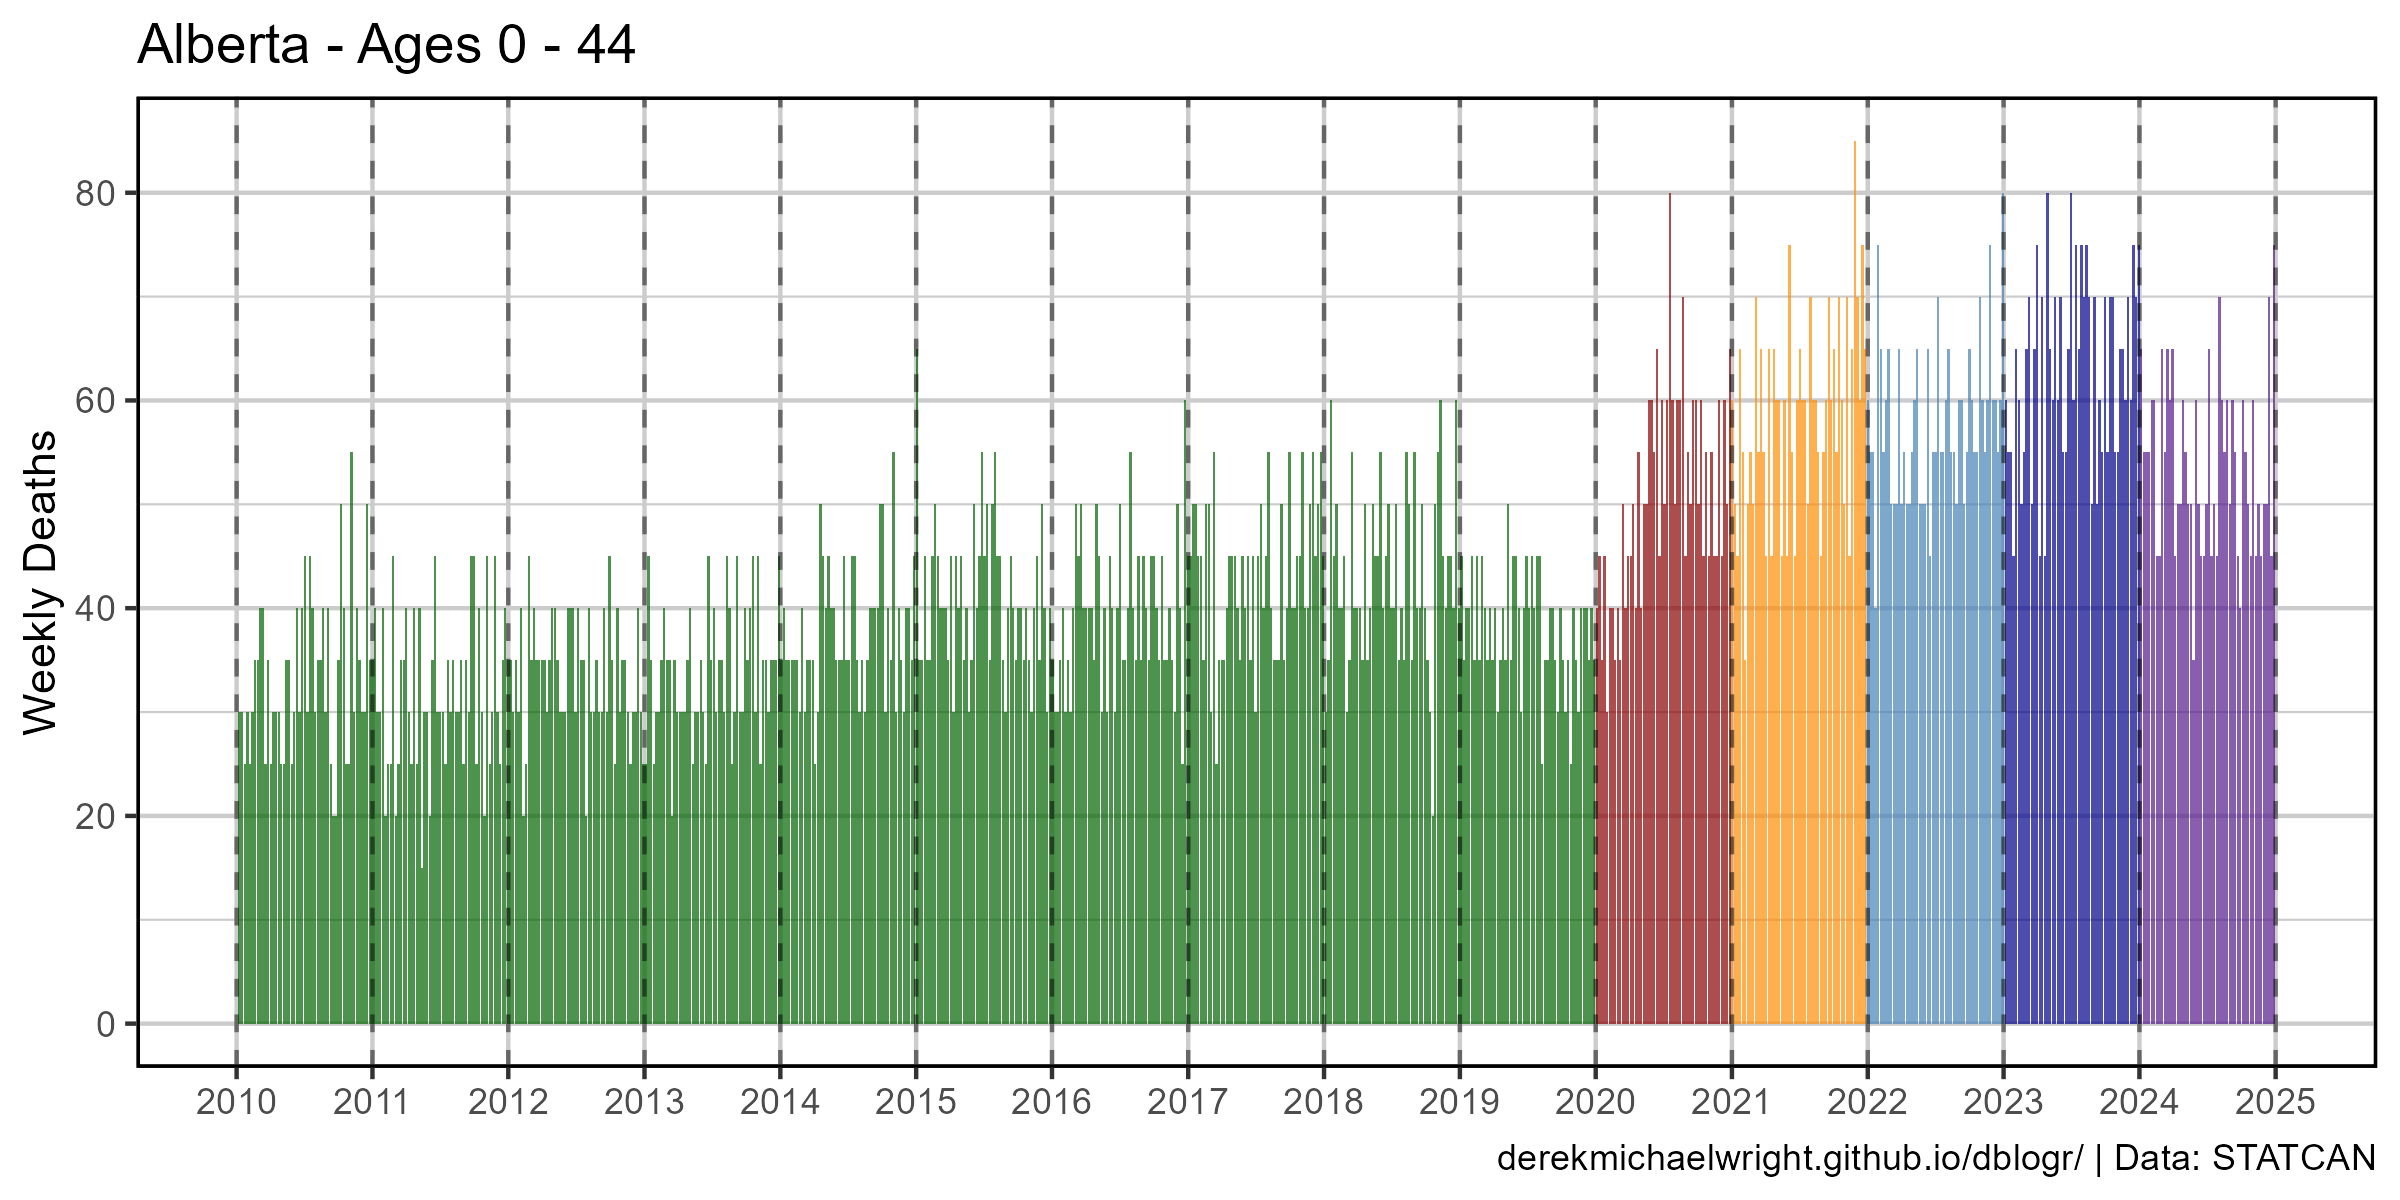 Alberta - Ages 0 - 44
Weekly Deaths
80
60
40
20
0
2010 2011 2012 2013 2014 2015 2016 2017 2018 2019 2020 2021 2022 2023 2024 2025
derekmichaelwright.github.io/dblogr/ | Data: STATCAN